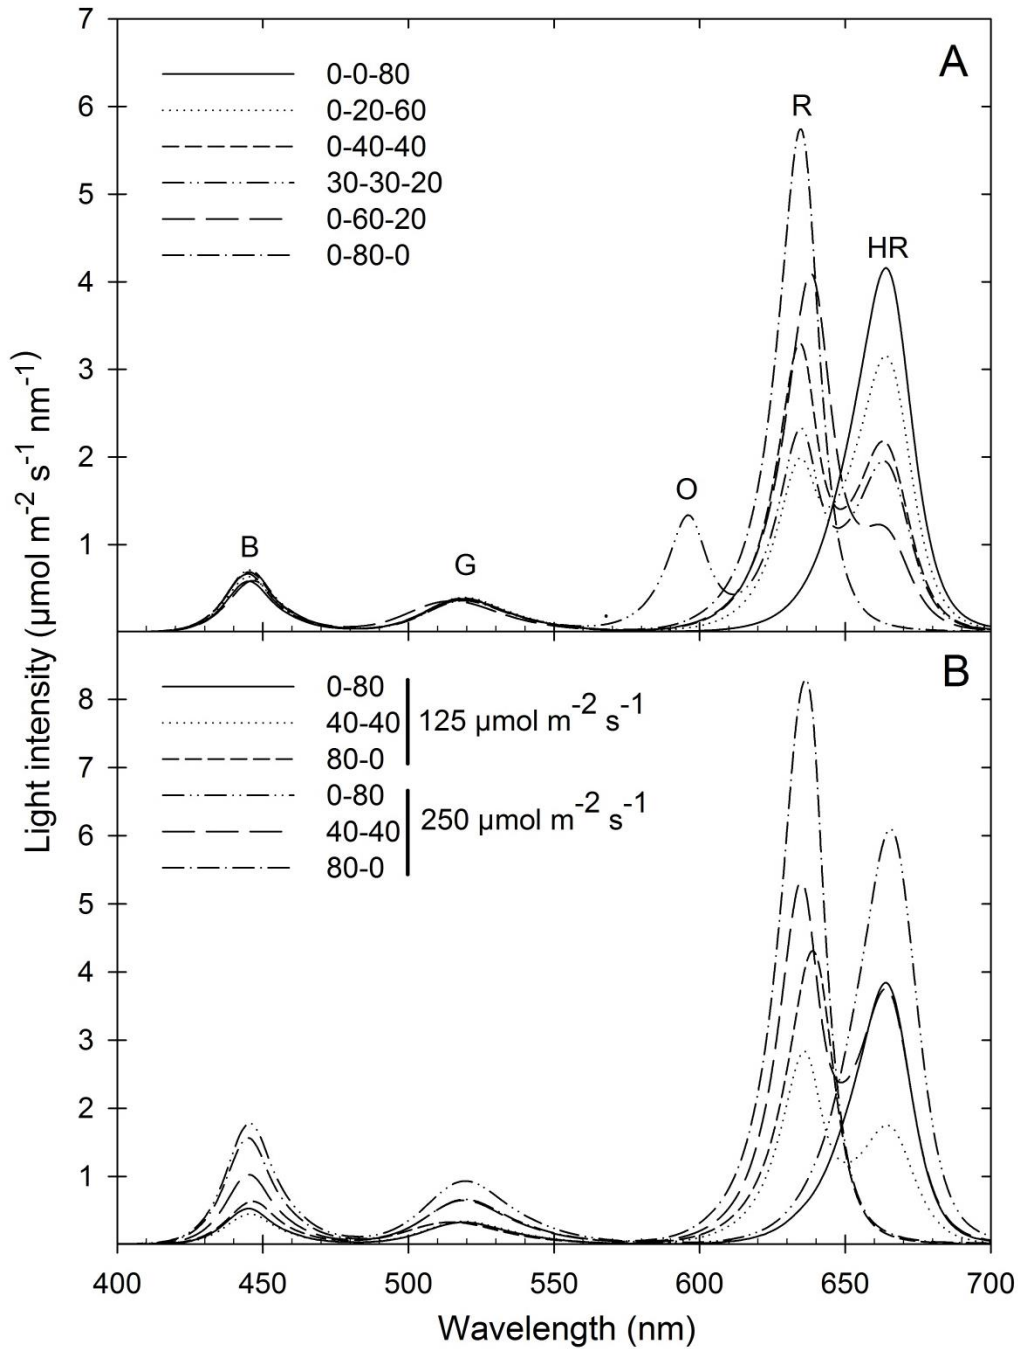 7
6
5
4
3
2
1
A
0-0-80
0-20-60
0-40-40
30-30-20
0-60-20
0-80-0
B
G
O
R
HR
Light intensity (µmol m⁻² s⁻¹ nm⁻¹)
8
7
6
5
4
3
2
1
B
0-80
40-40
80-0
125 µmol m⁻² s⁻¹
0-80
40-40
80-0
250 µmol m⁻² s⁻¹
400 450 500 550 600 650 700
Wavelength (nm)